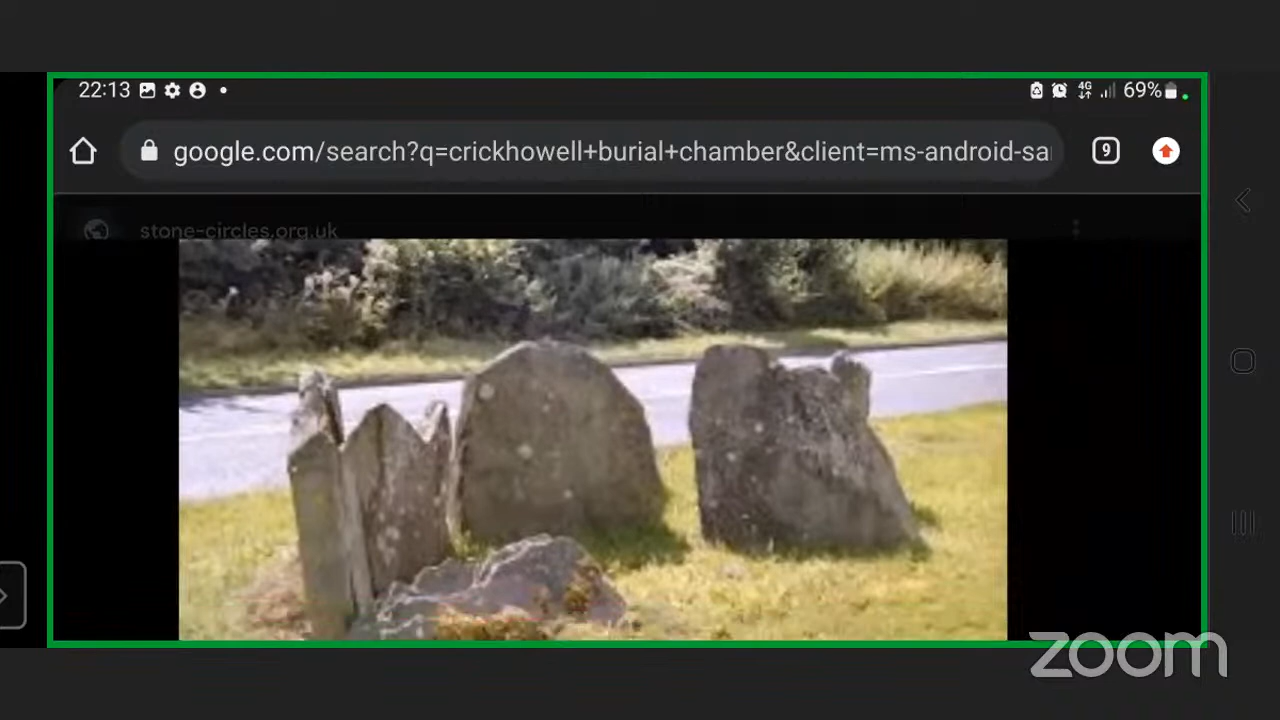 22:13 4G 69%
google.com/search?q=crickhowell+burial+chamber&client=ms-android-sa
9
stone-circles.org.uk
zoom